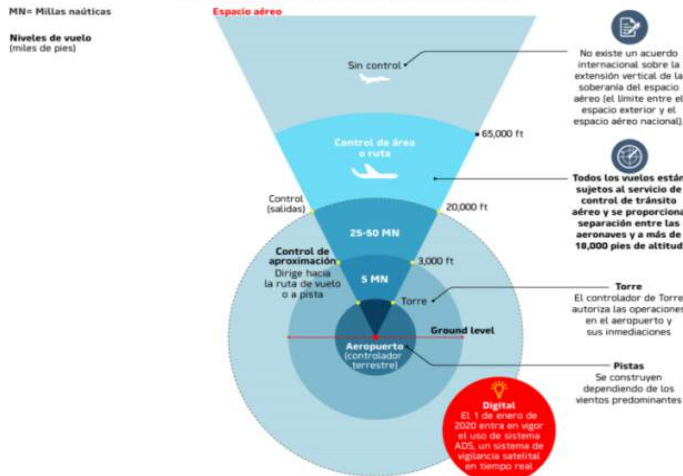 MN= Millas naúticas
Espacio aéreo
Niveles de vuelo
(miles de pies)
Sin control
No existe un acuerdo
internacional sobre la
extensión vertical de la
soberanía del espacio
aéreo (el límite entre el
espacio exterior y el
espacio aéreo nacional).
65,000 ft
Control de área
o ruta
Todos los vuelos están
sujetos al servicio de
control de tránsito
aéreo y se proporciona
separación entre las
aeronaves y a más de
18,000 pies de altitud
Control
(salidas)
20,000 ft
25-50 MN
Control de
aproximación
Dirige hacia
la ruta de vuelo
o a pista
3,000 ft
5 MN
Torre
Torre
El controlador de Torre
autoriza las operaciones
en el aeropuerto y
sus inmediaciones
Ground level
Aeropuerto
(controlador
terrestre)
Pistas
Se construyen
dependiendo de los
vientos predominantes
Digital
El 1 de enero de
2020 entra en vigor
el uso de sistema
ADS, un sistema de
vigilancia satelital
en tiempo real